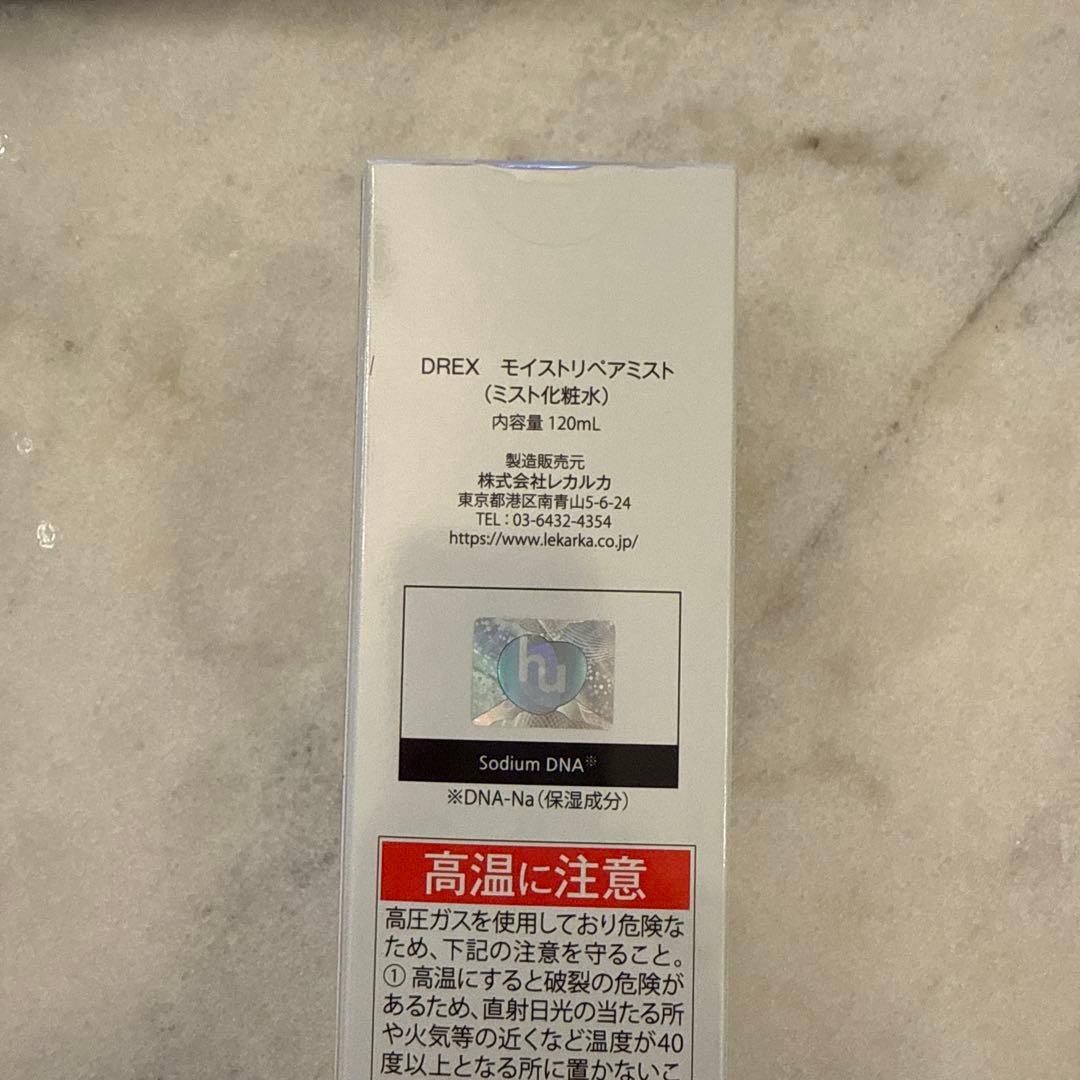 DREX モイストリペアミスト
(ミスト化粧水)
内容量 120mL
製造販売元
株式会社レカルカ
東京都港区南青山5-6-24
TEL：03-6432-4354
https://www.lekarka.co.jp/
hu
Sodium DNA※
※DNA-Na(保湿成分)
高温に注意
高圧ガスを使用しており危険な
ため、下記の注意を守ること。
① 高温にすると破裂の危険が
あるため、直射日光の当たる所
や火気等の近くなど温度が40
度以上となる所に置かないこ